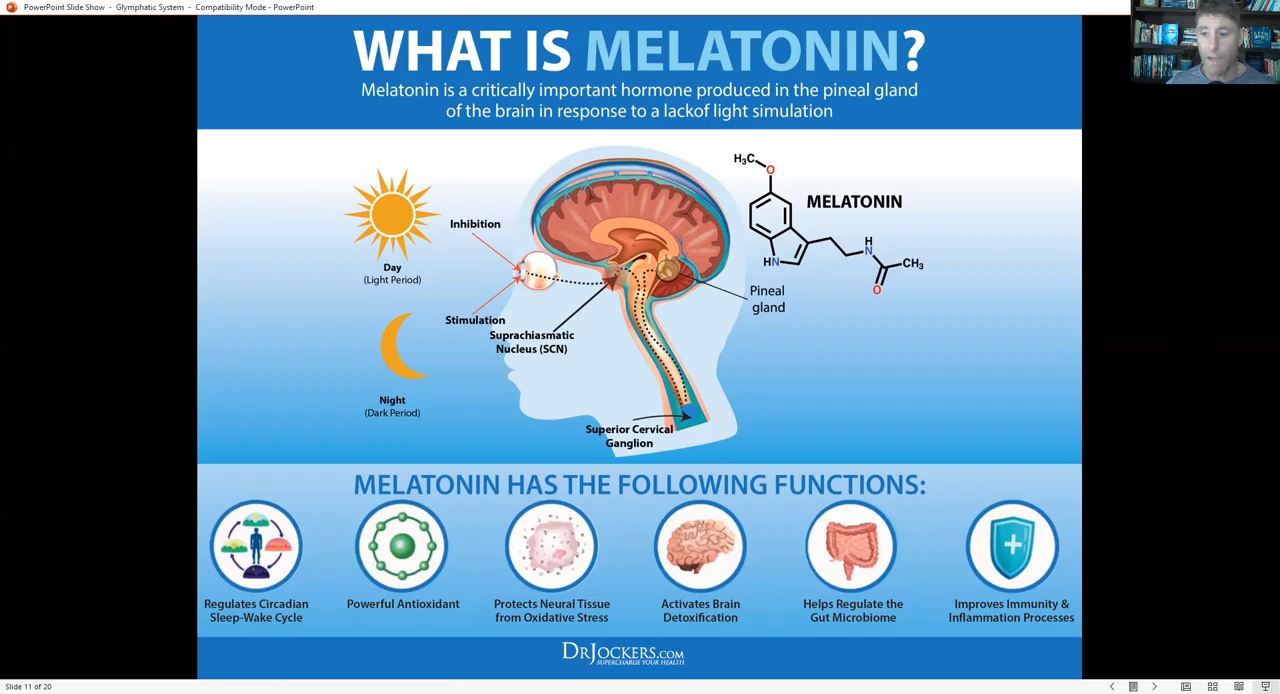 PowerPoint Slide Show - Glymphatic System - Compatibility Mode - PowerPoint
WHAT IS MELATONIN?
Melatonin is a critically important hormone produced in the pineal gland
of the brain in response to a lackof light simulation
Day
(Light Period)
Inhibition
Stimulation
Suprachiasmatic
Nucleus (SCN)
Night
(Dark Period)
Superior Cervical
Ganglion
Pineal
gland
MELATONIN
H₃C
O
HN
H
N
O
CH₃
MELATONIN HAS THE FOLLOWING FUNCTIONS:
Regulates Circadian
Sleep-Wake Cycle
Powerful Antioxidant
Protects Neural Tissue
from Oxidative Stress
Activates Brain
Detoxification
Helps Regulate the
Gut Microbiome
Improves Immunity &
Inflammation Processes
DRJOCKERS.COM
SUPERCHARGE YOUR HEALTH
Slide 11 of 20